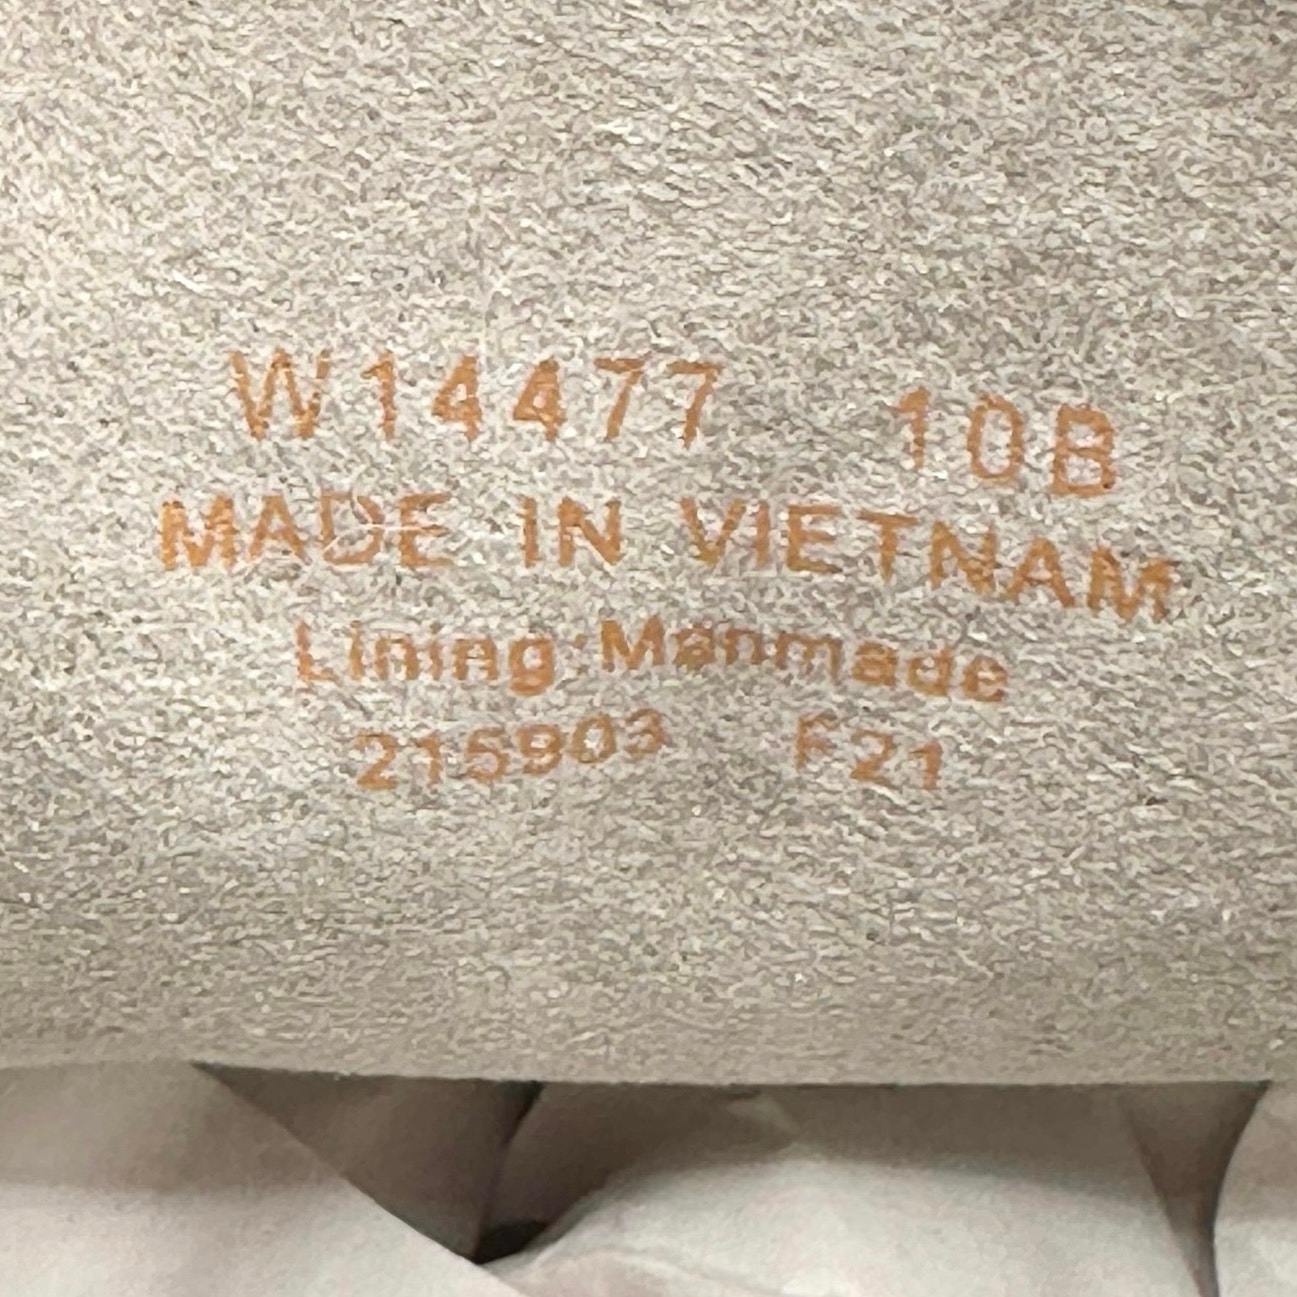 W14477 10B
MADE IN VIETNAM
Lining:Manmade
215903 F21